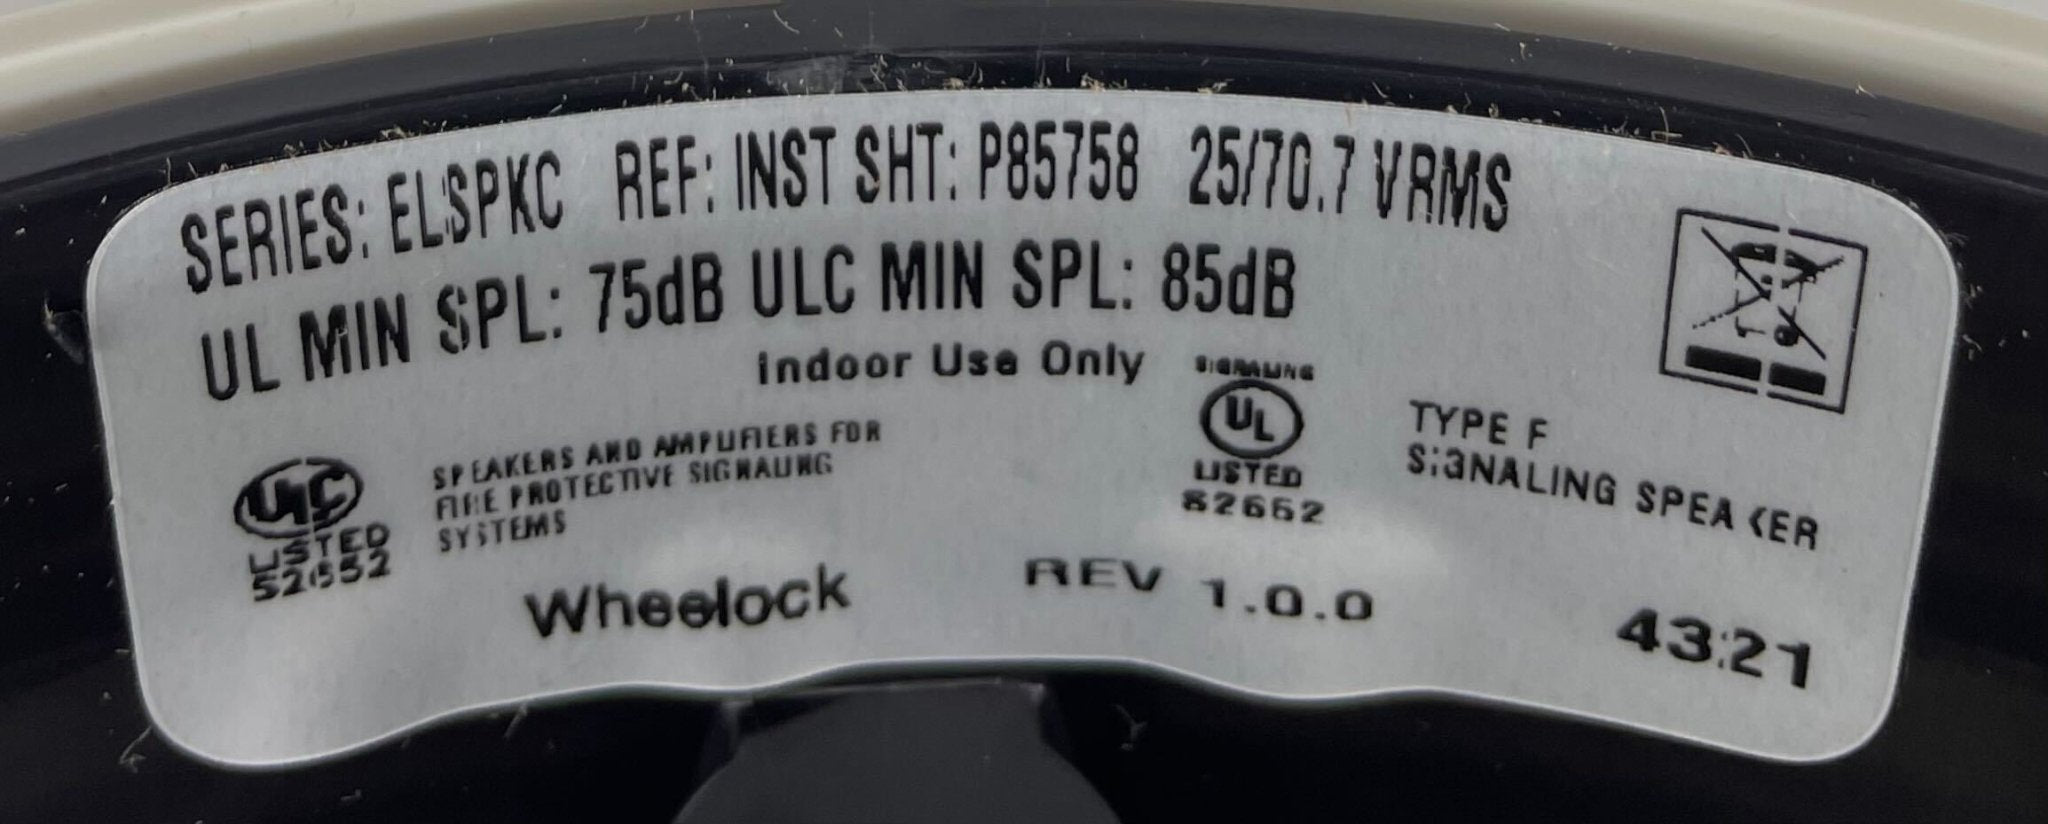 SERIES: ELSPKC REF: INST SHT: P85758 25/70.7 VRMS
UL MIN SPL: 75dB ULC MIN SPL: 85dB
Indoor Use Only
ULC
LISTED
SPEAKERS AND AMPLIFIERS FOR
FIRE PROTECTIVE SIGNALING
SYSTEMS
SIGNALING
UL
LISTED
TYPE F
SIGNALING SPEAKER
Wheelock
REV 1.0.0
43:21